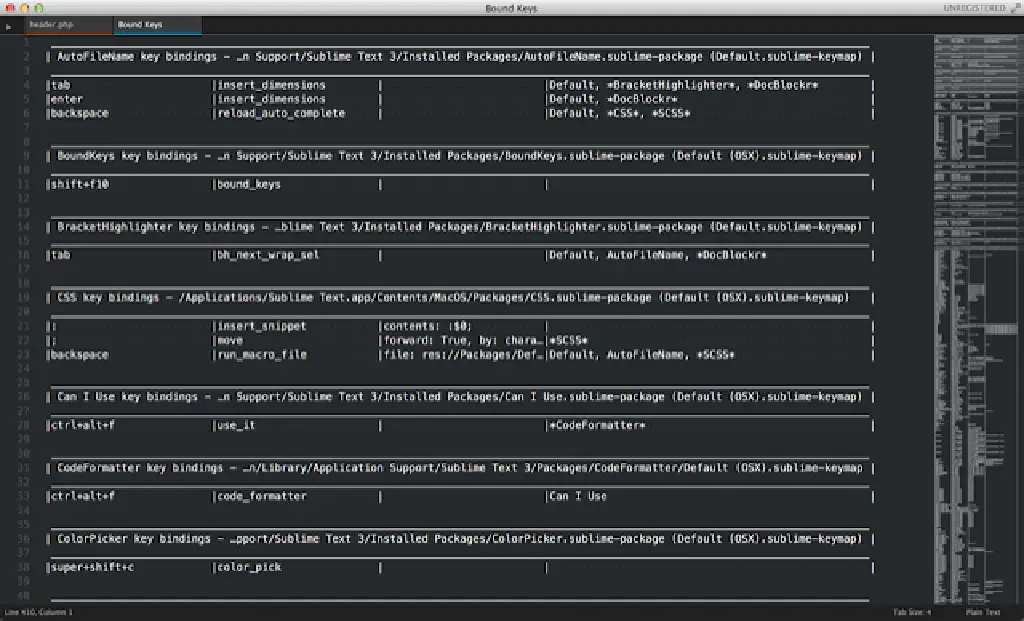 Bound Keys
UNREGISTERED
header.php
Bound Keys
1
2 | AutoFileName key bindings - …n Support/Sublime Text 3/Installed Packages/AutoFileName.sublime-package (Default.sublime-keymap) |
3
4 |tab |insert_dimensions | |Default, *BracketHighlighter*, *DocBlockr* |
5 |enter |insert_dimensions | |Default, *DocBlockr* |
6 |backspace |reload_auto_complete | |Default, *CSS*, *SCSS* |
7
8
9 | BoundKeys key bindings - …n Support/Sublime Text 3/Installed Packages/BoundKeys.sublime-package (Default (OSX).sublime-keymap) |
10
11 |shift+f10 |bound_keys | | |
12
13
14 | BracketHighlighter key bindings - …blime Text 3/Installed Packages/BracketHighlighter.sublime-package (Default.sublime-keymap) |
15
16 |tab |bh_next_wrap_sel | |Default, AutoFileName, *DocBlockr* |
17
18
19 | CSS key bindings - /Applications/Sublime Text.app/Contents/MacOS/Packages/CSS.sublime-package (Default (OSX).sublime-keymap) |
20
21 |: |insert_snippet |contents: :$0; | |
22 |; |move |forward: True, by: chara…|*SCSS* |
23 |backspace |run_macro_file |file: res://Packages/Def…|Default, AutoFileName, *SCSS* |
24
25
26 | Can I Use key bindings - …n Support/Sublime Text 3/Installed Packages/Can I Use.sublime-package (Default (OSX).sublime-keymap) |
27
28 |ctrl+alt+f |use_it | |*CodeFormatter* |
29
30
31 | CodeFormatter key bindings - …n/Library/Application Support/Sublime Text 3/Packages/CodeFormatter/Default (OSX).sublime-keymap |
32
33 |ctrl+alt+f |code_formatter | |Can I Use |
34
35
36 | ColorPicker key bindings - …pport/Sublime Text 3/Installed Packages/ColorPicker.sublime-package (Default (OSX).sublime-keymap) |
37
38 |super+shift+c |color_pick | | |
39
40
Line 410, Column 1
Tab Size: 4
Plain Text